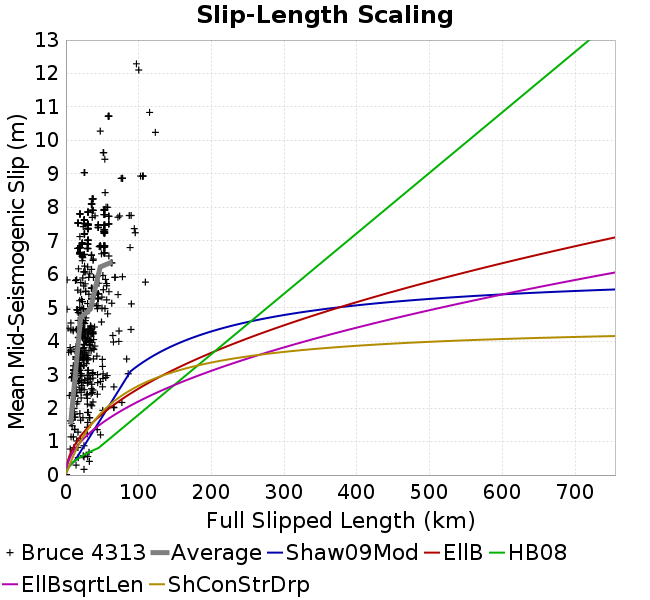 Slip-Length Scaling
Mean Mid-Seismogenic Slip (m)
13
12
11
10
9
8
7
6
5
4
3
2
1
0
0 100 200 300 400 500 600 700
Full Slipped Length (km)
Bruce 4313 Average Shaw09Mod EllB HB08
EllBsqrtLen ShConStrDrp